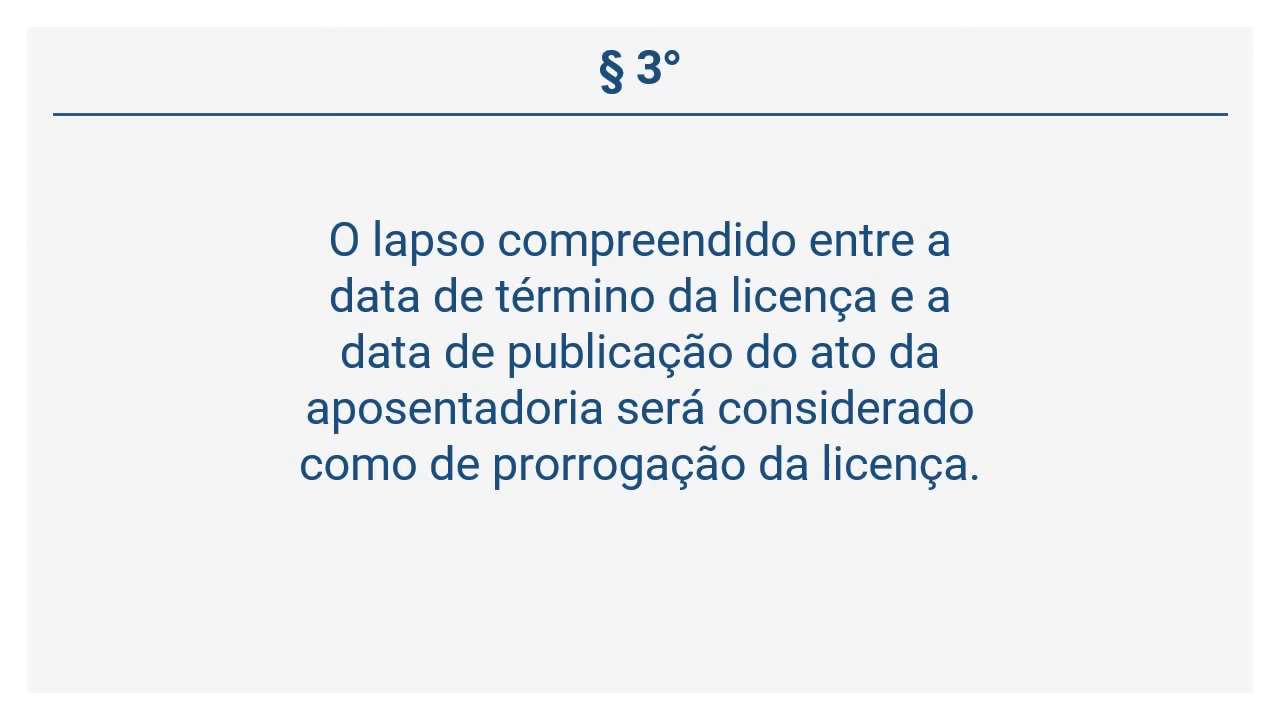 § 3°
O lapso compreendido entre a
data de término da licença e a
data de publicação do ato da
aposentadoria será considerado
como de prorrogação da licença.